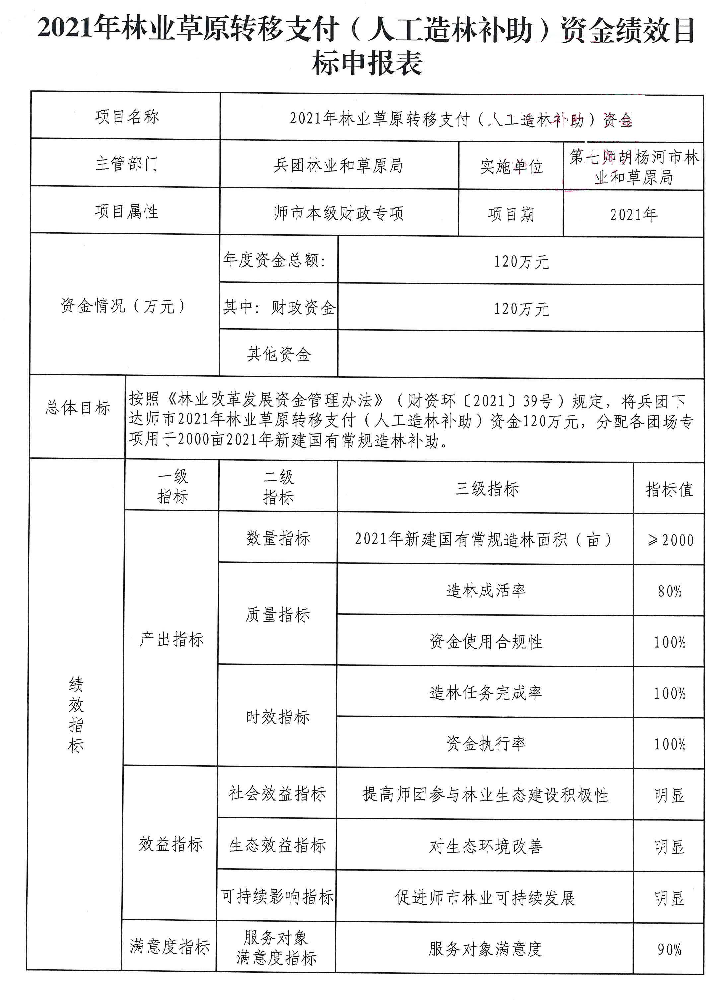 2021年林业草原转移支付（人工造林补助）资金绩效目
标申报表
项目名称
2021年林业草原转移支付（人工造林补助）资金
主管部门
兵团林业和草原局
实施单位
第七师胡杨河市林
业和草原局
项目属性
师市本级财政专项
项目期
2021年
资金情况（万元）
年度资金总额：
120万元
其中：财政资金
120万元
其他资金
总体目标
按照《林业改革发展资金管理办法》（财资环〔2021〕39号）规定，将兵团下
达师市2021年林业草原转移支付（人工造林补助）资金120万元，分配各团场专
项用于2000亩2021年新建国有常规造林补助。
绩
效
指
标
一级
指标
二级
指标
三级指标
指标值
产出指标
数量指标
2021年新建国有常规造林面积（亩）
≥2000
质量指标
造林成活率
80%
资金使用合规性
100%
时效指标
造林任务完成率
100%
资金执行率
100%
效益指标
社会效益指标
提高师团参与林业生态建设积极性
明显
生态效益指标
对生态环境改善
明显
可持续影响指标
促进师市林业可持续发展
明显
满意度指标
服务对象
满意度指标
服务对象满意度
90%